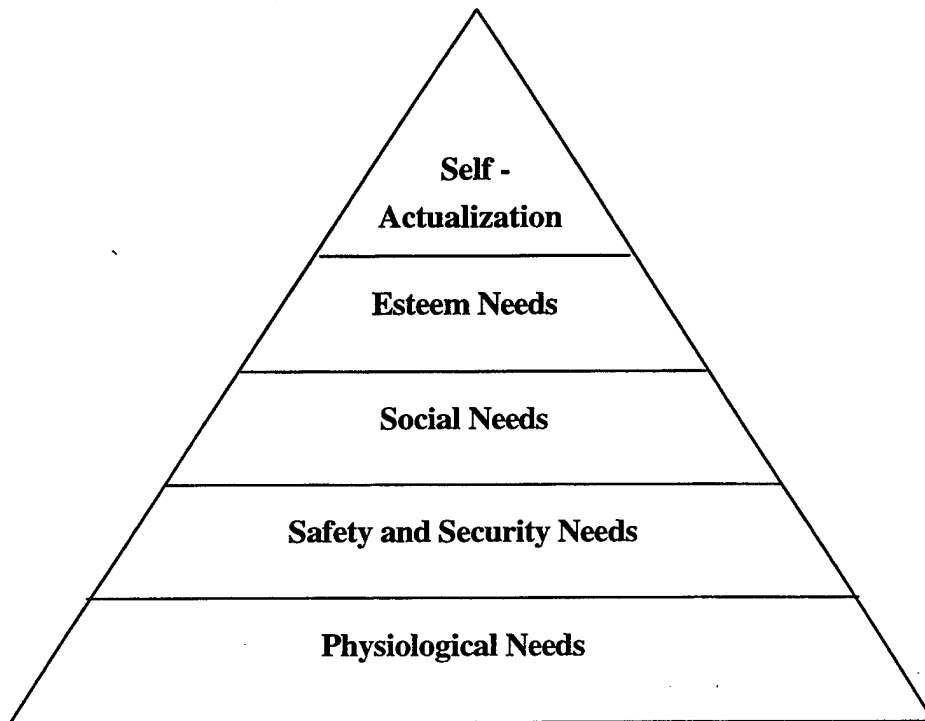 Self -
Actualization
Esteem Needs
Social Needs
Safety and Security Needs
Physiological Needs